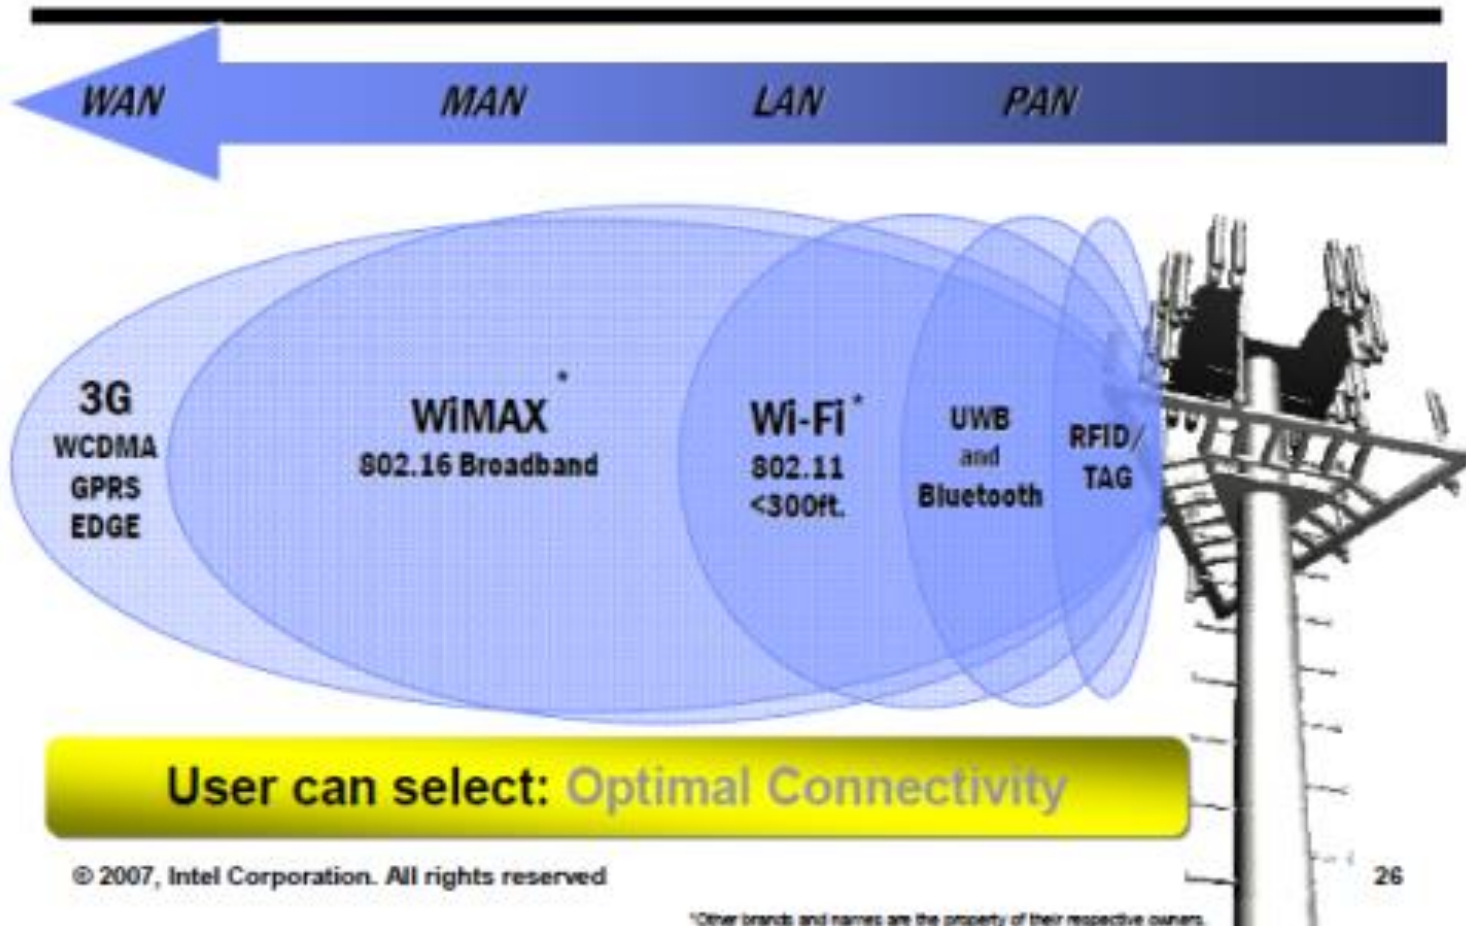 WAN MAN LAN PAN
3G
WCDMA
GPRS
EDGE
*
WiMAX
802.16 Broadband
Wi-Fi*
802.11
<300ft.
UWB
and
Bluetooth
RFID/
TAG
User can select: Optimal Connectivity
© 2007, Intel Corporation. All rights reserved
26
*Other brands and names are the property of their respective owners.